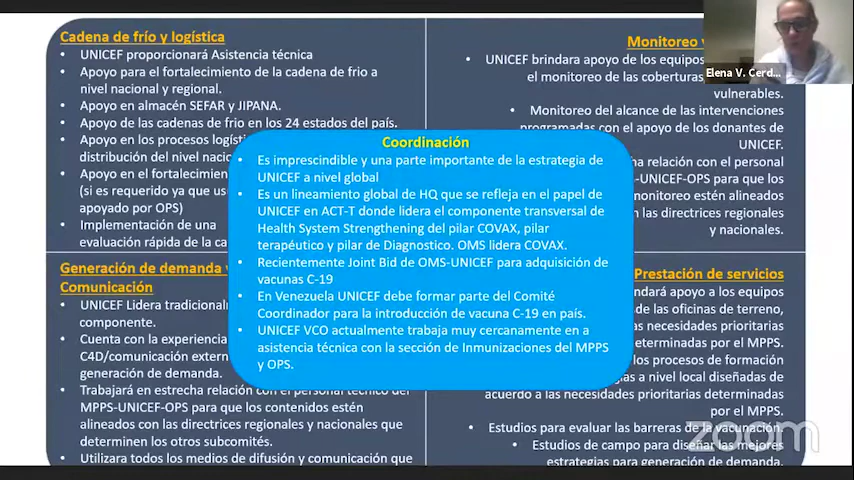 Cadena de frío y logística
• UNICEF proporcionará Asistencia técnica
• Apoyo para el fortalecimiento de la cadena de frio a
nivel nacional y regional.
• Apoyo en almacén SEFAR y JIPANA.
• Apoyo de las cadenas de frio en los 24 estados del país.
• Apoyo en los procesos
distribución del nivel
• Apoyo en el fortalecimien
(si es requerido ya que
apoyado por OPS)
• Implementación de una
evaluación rápida de la
Monitoreo
• UNICEF brindara apoyo de los equipos
el monitoreo de las coberturas
vulnerables.
• Monitoreo del alcance de las intervenciones
programadas con el apoyo de los donantes de
UNICEF.
relación con el personal
-UNICEF-OPS para que los
monitoreo estén alineados
las directrices regionales
y nacionales.
Elena V. Cerd...
Coordinación
• Es imprescindible y una parte importante de la estrategia de
UNICEF a nivel global
• Es un lineamiento global de HQ que se refleja en el papel de
UNICEF en ACT-T donde lidera el componente transversal de
Health System Strengthening del pilar COVAX, pilar
terapéutico y pilar de Diagnostico. OMS lidera COVAX.
• Recientemente Joint Bid de OMS-UNICEF para adquisición de
vacunas C-19
• En Venezuela UNICEF debe formar parte del Comité
Coordinador para la introducción de vacuna C-19 en país.
• UNICEF VCO actualmente trabaja muy cercanamente en a
asistencia técnica con la sección de Inmunizaciones del MPPS
y OPS.
Generación de demanda
Comunicación
• UNICEF Lidera
componente.
• Cuenta con la experiencia
C4D/comunicación
generación de demanda.
• Trabajará en estrecha relación con el personal técnico del
MPPS-UNICEF-OPS para que los contenidos estén
alineados con las directrices regionales y nacionales que
determinen los otros subcomités.
• Utilizara todos los medios de difusión y comunicación que
Prestación de servicios
apoyo a los equipos
de las oficinas de terreno,
necesidades prioritarias
determinadas por el MPPS.
los procesos de formación
a nivel local diseñadas de
acuerdo a las necesidades prioritarias determinadas
por el MPPS.
• Estudios para evaluar las barreras de la vacunación.
• Estudios de campo para diseñar las mejores
estrategias para generación de demanda.
zoom